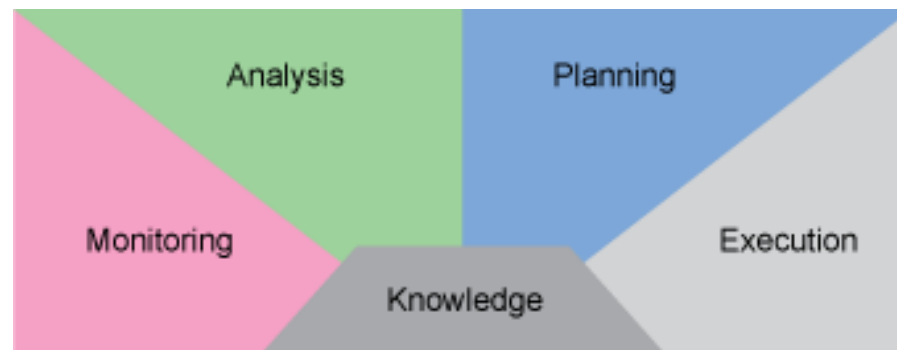 Analysis
Planning
Monitoring
Execution
Knowledge